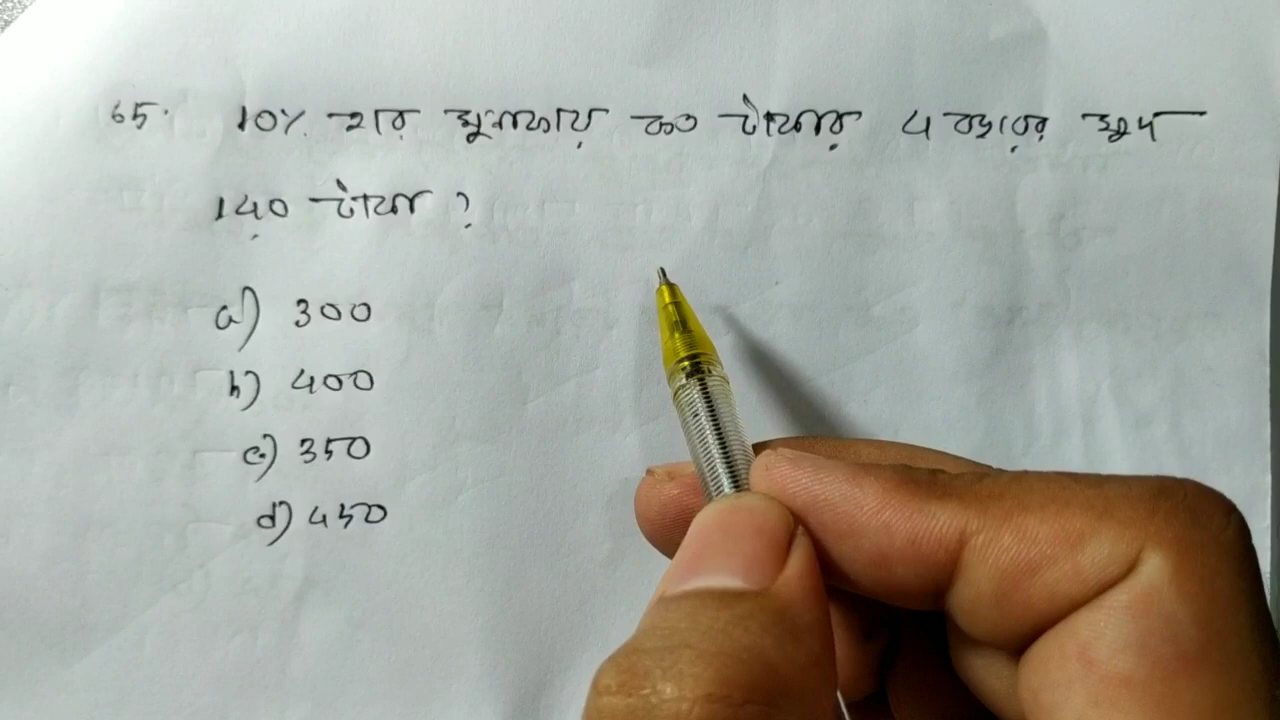 65. 10% হার মুনাফায় কত টাকার 4 বছরের সুদ
140 টাকা ?
a) 300
b) 400
c) 350
d) 450